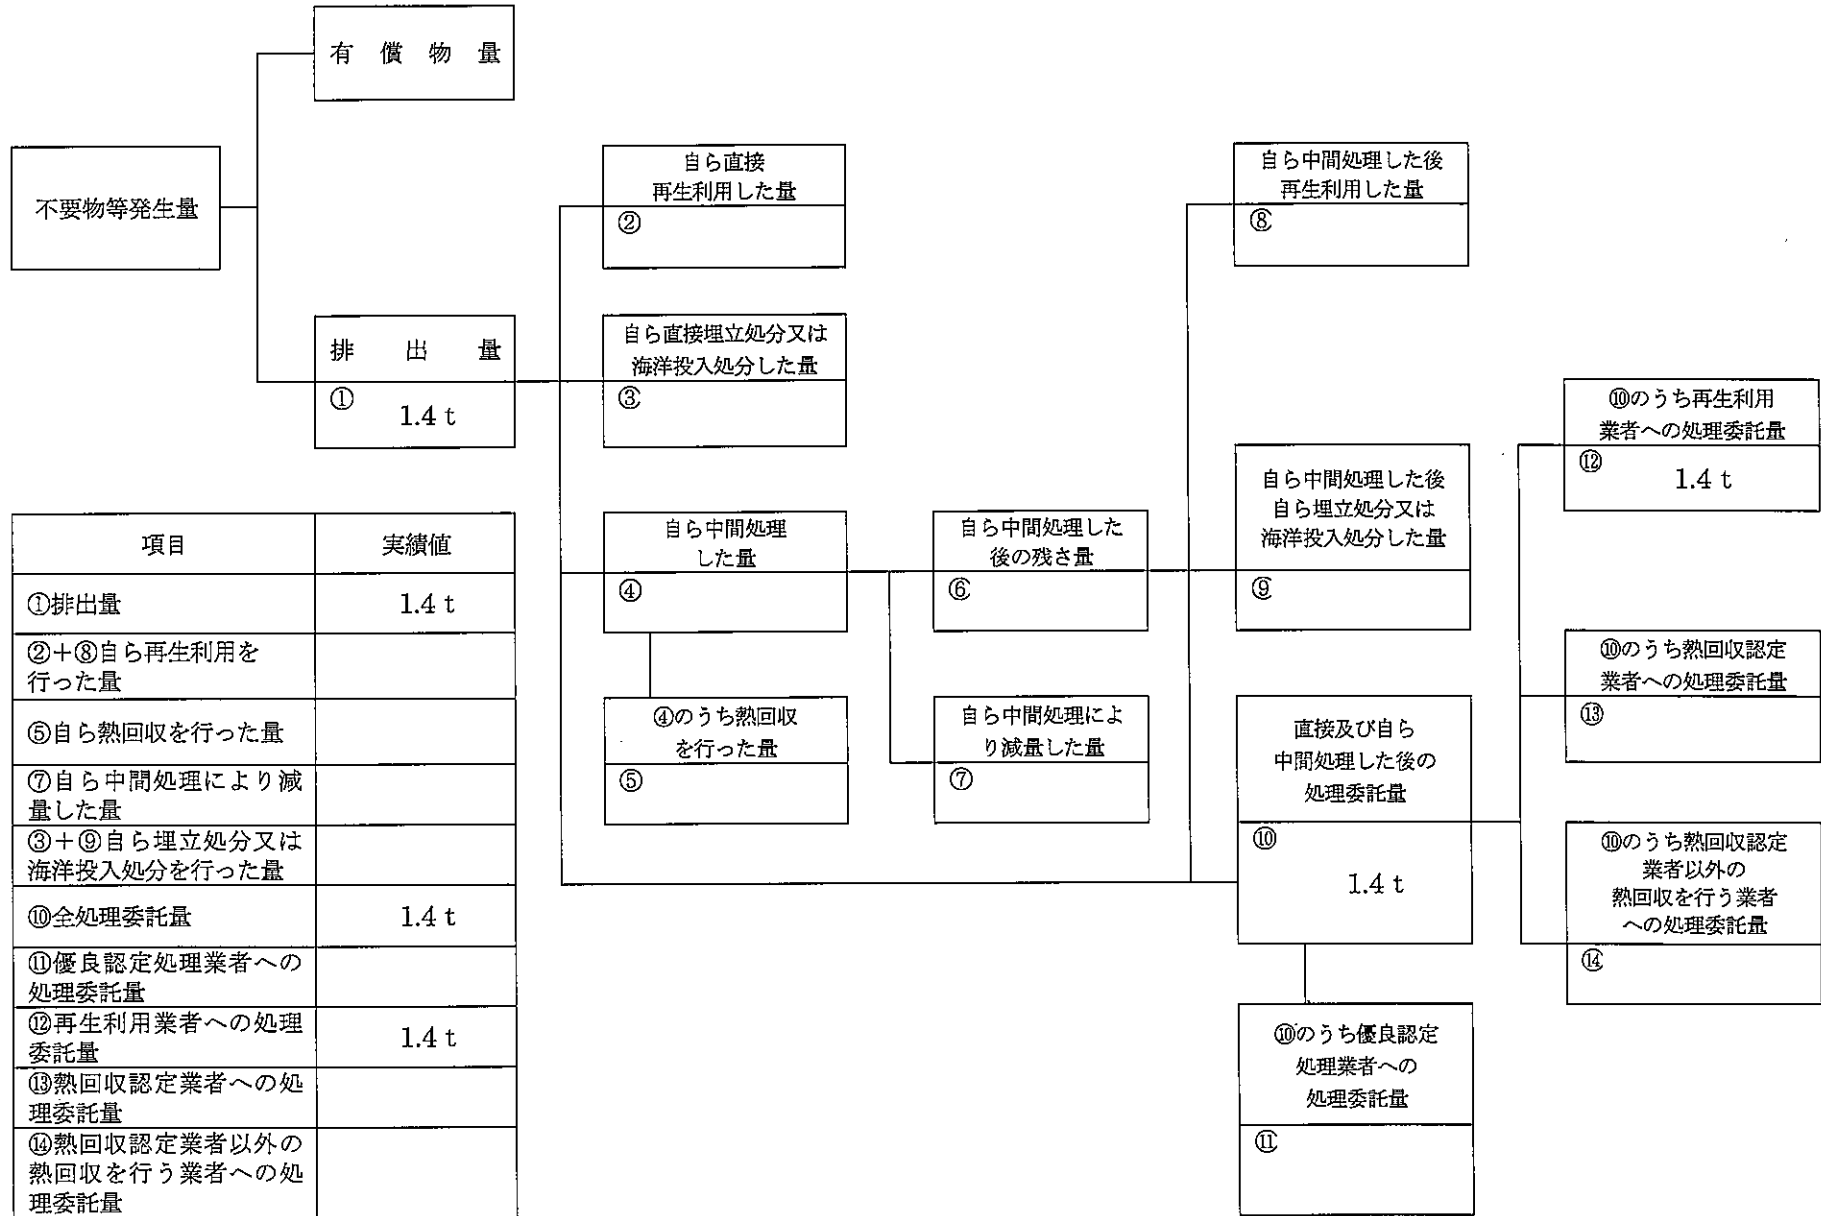 有償物量
不要物等発生量
排出量
①
1.4 t
自ら直接
再生利用した量
②
自ら直接埋立処分又は
海洋投入処分した量
③
自ら中間処理
した量
④
④のうち熱回収
を行った量
⑤
自ら中間処理した
後の残さ量
⑥
自ら中間処理によ
り減量した量
⑦
自ら中間処理した後
再生利用した量
⑧
自ら中間処理した後
自ら埋立処分又は
海洋投入処分した量
⑨
直接及び自ら
中間処理した後の
処理委託量
⑩
1.4 t
⑩のうち優良認定
処理業者への
処理委託量
⑪
⑩のうち再生利用
業者への処理委託量
⑫
1.4 t
⑩のうち熱回収認定
業者への処理委託量
⑬
⑩のうち熱回収認定
業者以外の
熱回収を行う業者
への処理委託量
⑭
項目 実績値
①排出量 1.4 t
②+⑧自ら再生利用を
行った量
⑤自ら熱回収を行った量
⑦自ら中間処理により減
量した量
③+⑨自ら埋立処分又は
海洋投入処分を行った量
⑩全処理委託量 1.4 t
⑪優良認定処理業者への
処理委託量
⑫再生利用業者への処理
委託量 1.4 t
⑬熱回収認定業者への処
理委託量
⑭熱回収認定業者以外の
熱回収を行う業者への処
理委託量